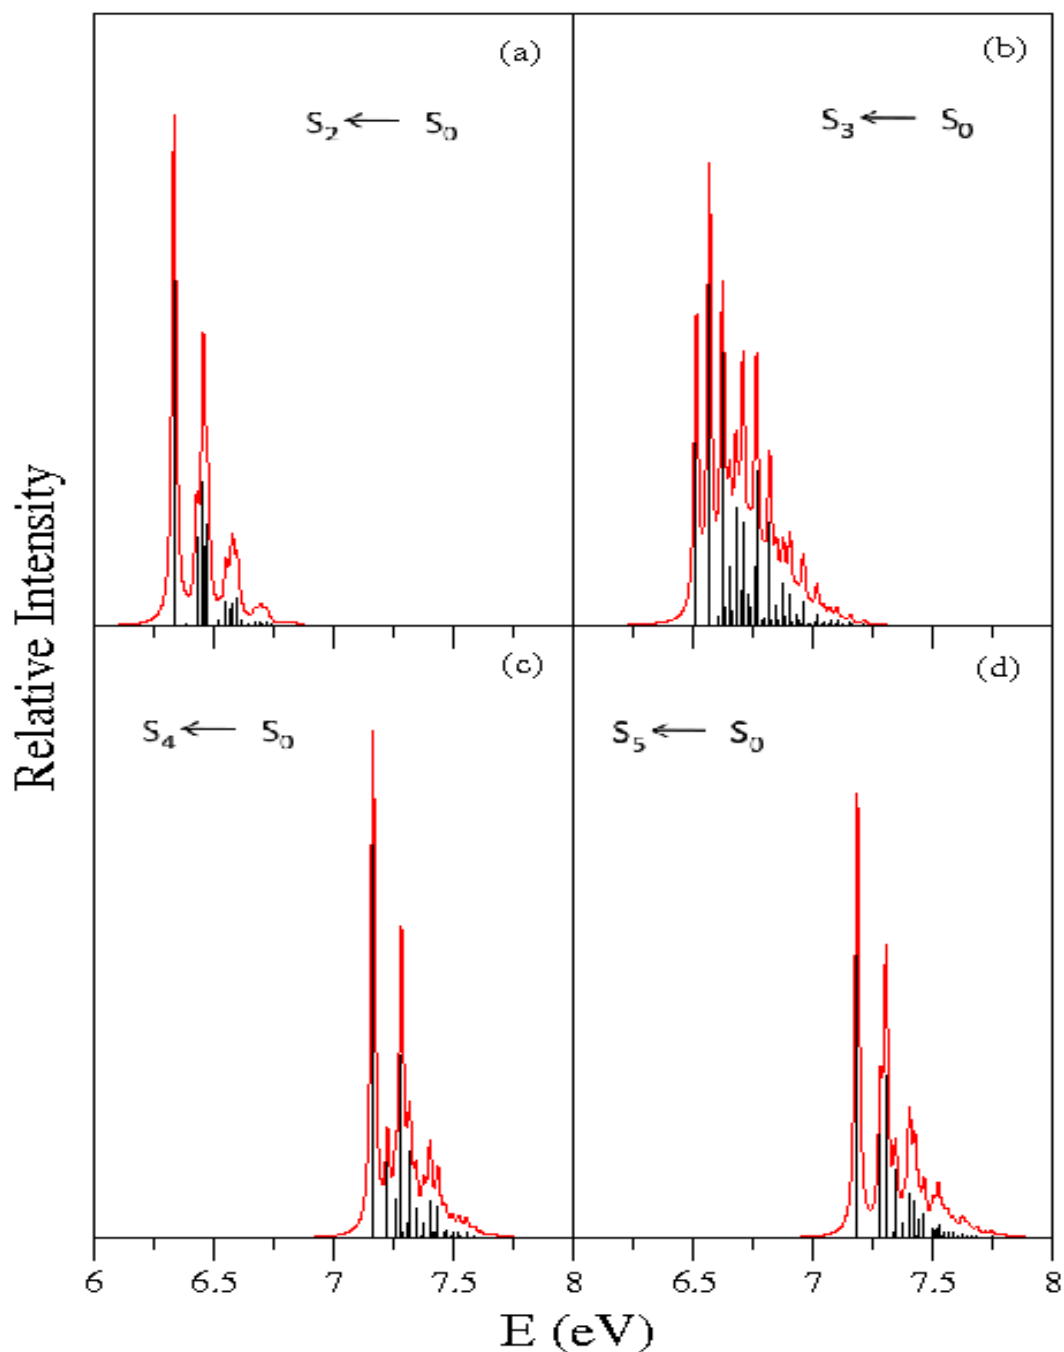 (a)
S₂ ← S₀
(b)
S₃ ← S₀
(c)
S₄ ← S₀
(d)
S₅ ← S₀
Relative Intensity
6 6.5 7 7.5 8 6.5 7 7.5 8
E (eV)